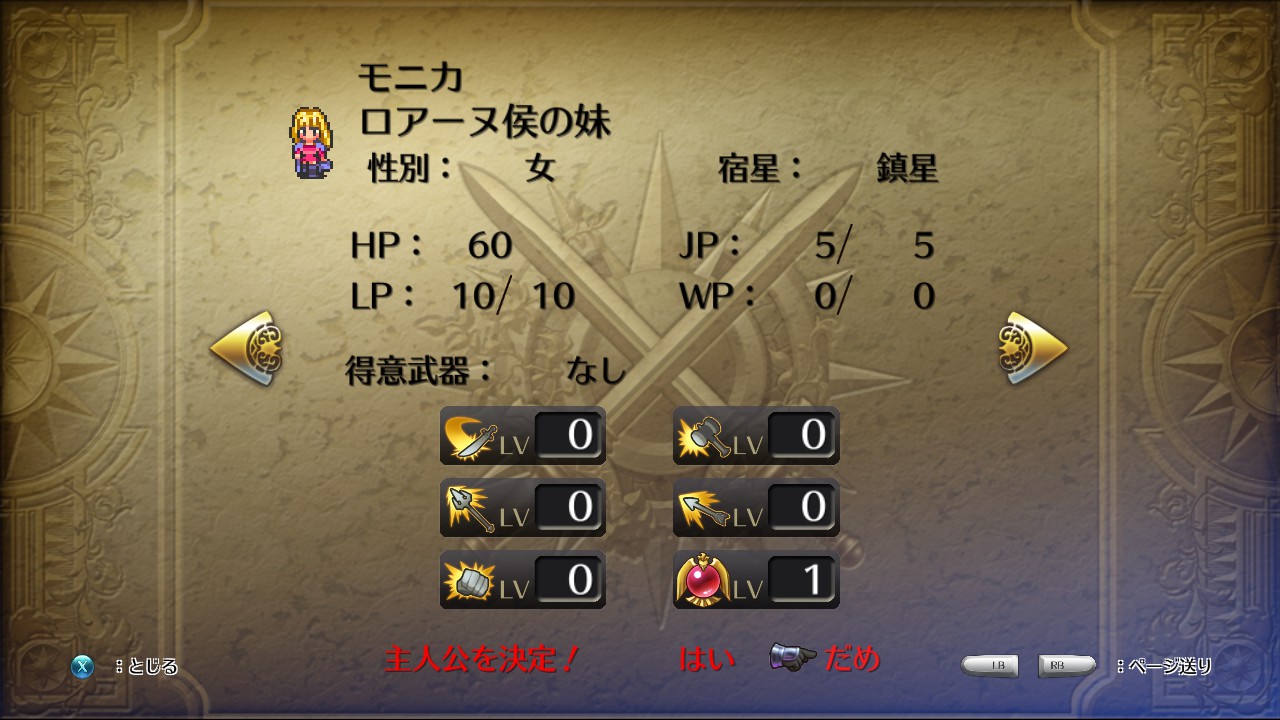 モニカ
ロアーヌ侯の妹
性別： 女 宿星： 鎮星
HP： 60 JP： 5/ 5
LP： 10/ 10 WP： 0/ 0
得意武器： なし
LV 0 LV 0
LV 0 LV 0
LV 0 LV 1
主人公を決定！ はい だめ
X ：とじる LB RB ：ページ送り